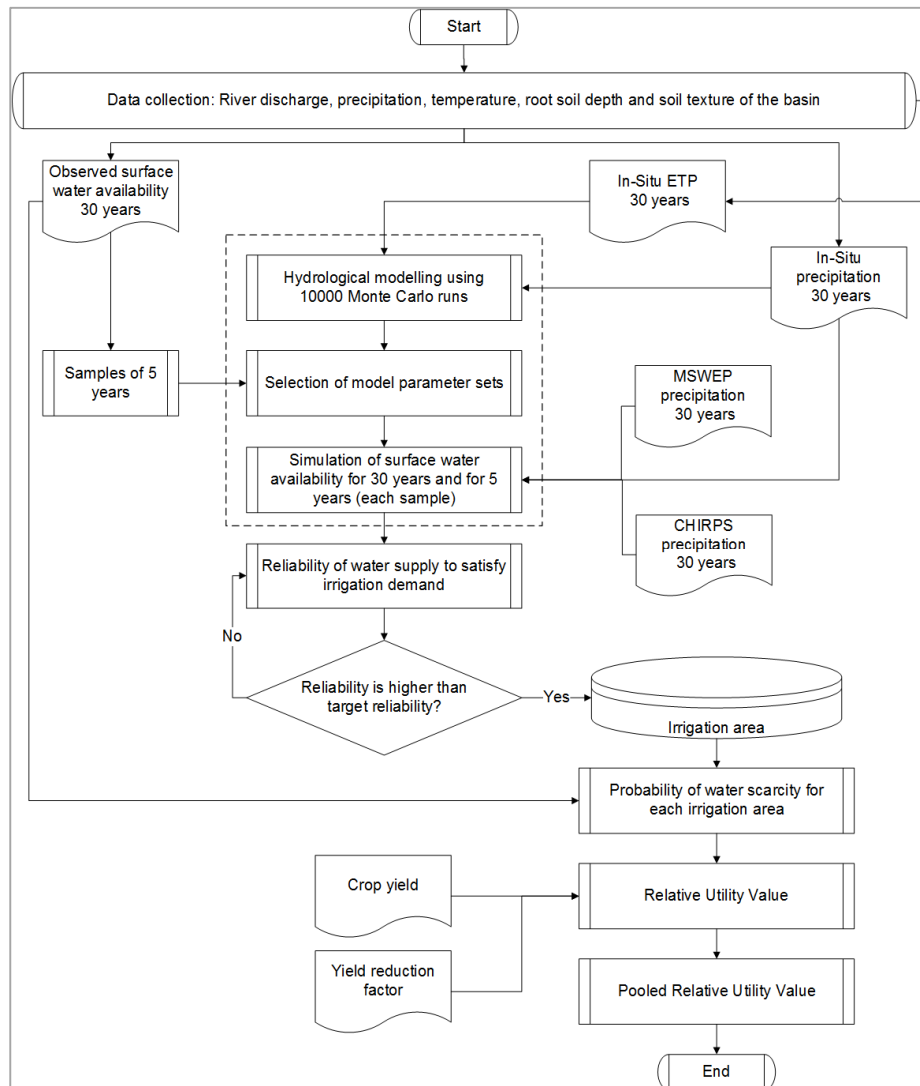 Start
Data collection: River discharge, precipitation, temperature, root soil depth and soil texture of the basin
Observed surface
water availability
30 years
In-Situ ETP
30 years
In-Situ
precipitation
30 years
Hydrological modelling using
10000 Monte Carlo runs
Samples of 5
years
Selection of model parameter sets
MSWEP
precipitation
30 years
Simulation of surface water
availability for 30 years and for 5
years (each sample)
CHIRPS
precipitation
30 years
Reliability of water supply to satisfy
irrigation demand
No
Reliability is higher than
target reliability?
Yes
Irrigation area
Probability of water scarcity for
each irrigation area
Crop yield
Relative Utility Value
Yield reduction
factor
Pooled Relative Utility Value
End